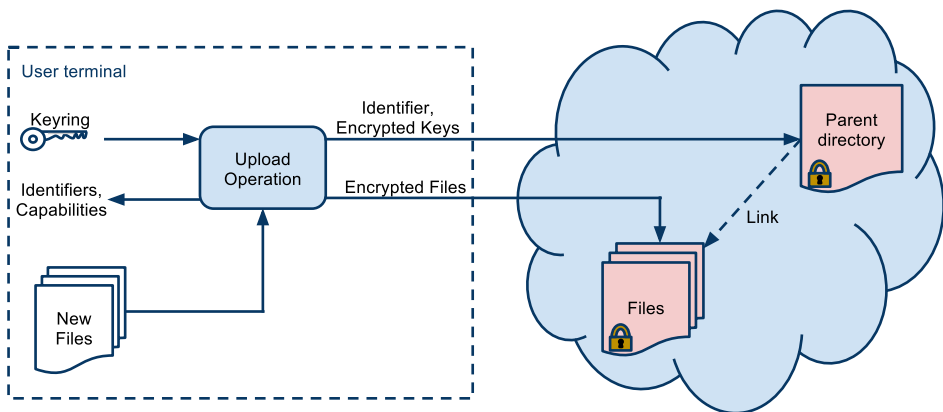 User terminal
Keyring
Identifier,
Encrypted Keys
Upload
Operation
Parent
directory
Identifiers,
Capabilities
Encrypted Files
Link
New
Files
Files